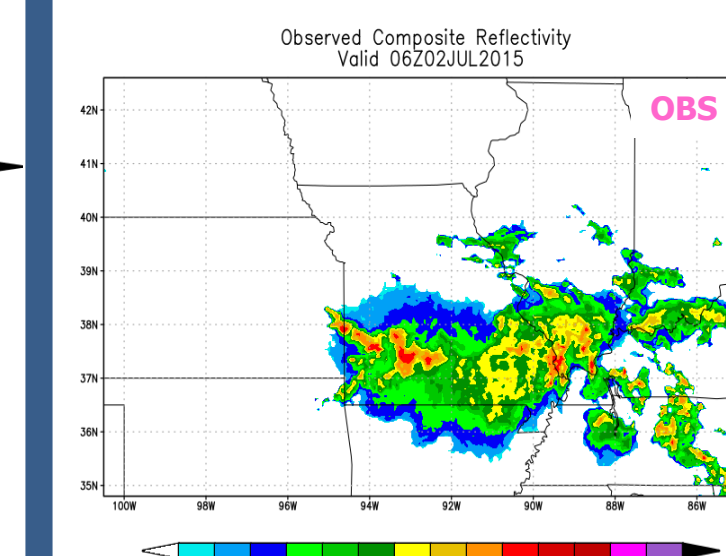 Observed Composite Reflectivity
Valid 06Z02JUL2015
OBS
42N
41N
40N
39N
38N
37N
36N
35N
100W 98W 96W 94W 92W 90W 88W 86W